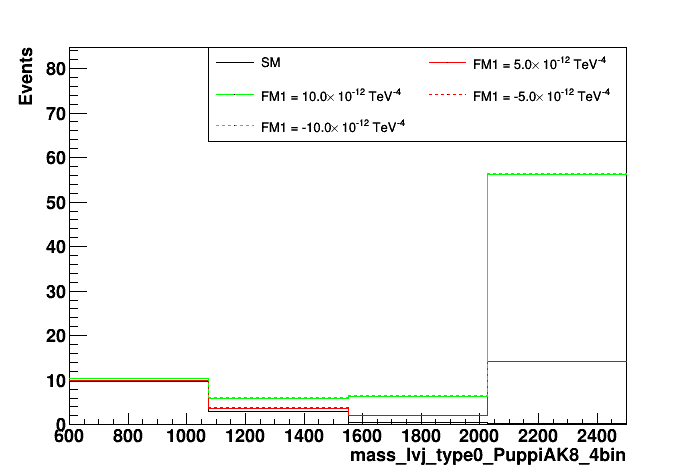 Events
SM
FM1 = 5.0× 10⁻¹² TeV⁻⁴
FM1 = 10.0× 10⁻¹² TeV⁻⁴
FM1 = -5.0× 10⁻¹² TeV⁻⁴
FM1 = -10.0× 10⁻¹² TeV⁻⁴
80
70
60
50
40
30
20
10
0
600 800 1000 1200 1400 1600 1800 2000 2200 2400
mass_lvj_type0_PuppiAK8_4bin